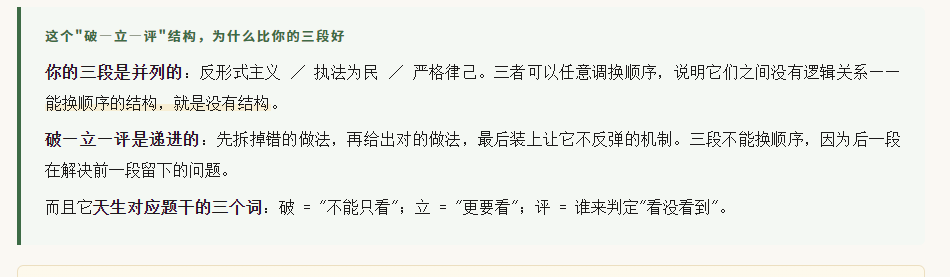 这个"破—立—评"结构，为什么比你的三段好
你的三段是并列的：反形式主义 ／ 执法为民 ／ 严格律己。三者可以任意调换顺序，说明它们之间没有逻辑关系——
能换顺序的结构，就是没有结构。
破—立—评是递进的：先拆掉错的做法，再给出对的做法，最后装上让它不反弹的机制。三段不能换顺序，因为后一段
在解决前一段留下的问题。
而且它天生对应题干的三个词：破 = "不能只看"；立 = "更要看"；评 = 谁来判定"看没看到"。